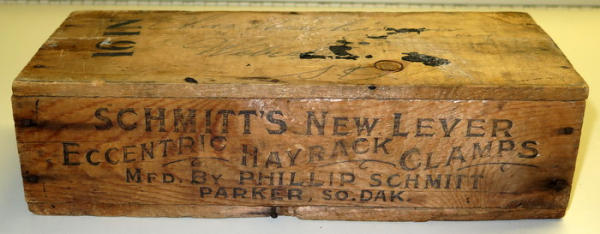 16 IN
SCHMITT'S NEW LEVER
ECCENTRIC HAYRACK CLAMPS
MFD. BY PHILLIP SCHMITT
PARKER, SO. DAK.